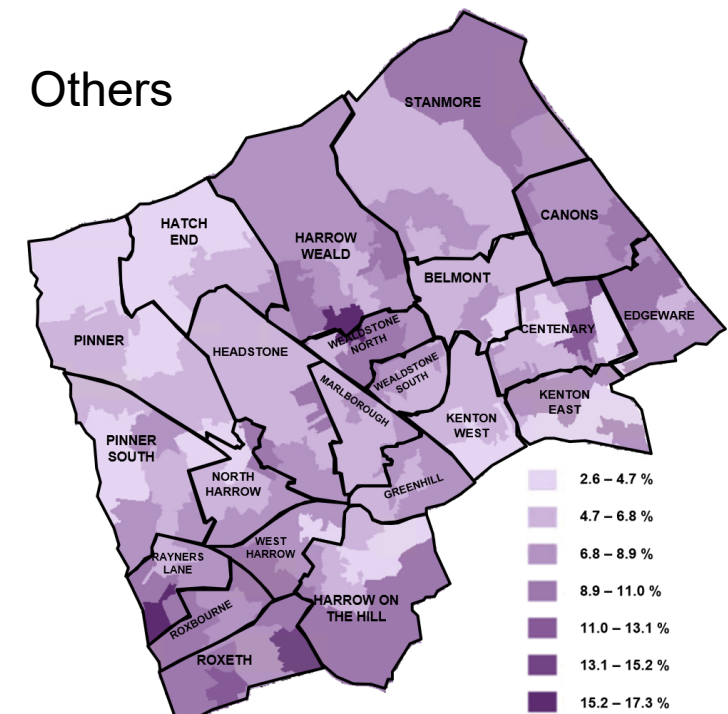 Others
STANMORE
CANONS
HATCH
END
HARROW
WEALD
BELMONT
EDGEWARE
CENTENARY
PINNER
HEADSTONE
WEALDSTONE
NORTH
WEALDSTONE
SOUTH
MARLBOROUGH
KENTON
EAST
KENTON
WEST
PINNER
SOUTH
NORTH
HARROW
GREENHILL
WEST
HARROW
RAYNERS
LANE
HARROW ON
THE HILL
ROXBOURNE
ROXETH
2.6 – 4.7 %
4.7 – 6.8 %
6.8 – 8.9 %
8.9 – 11.0 %
11.0 – 13.1 %
13.1 – 15.2 %
15.2 – 17.3 %